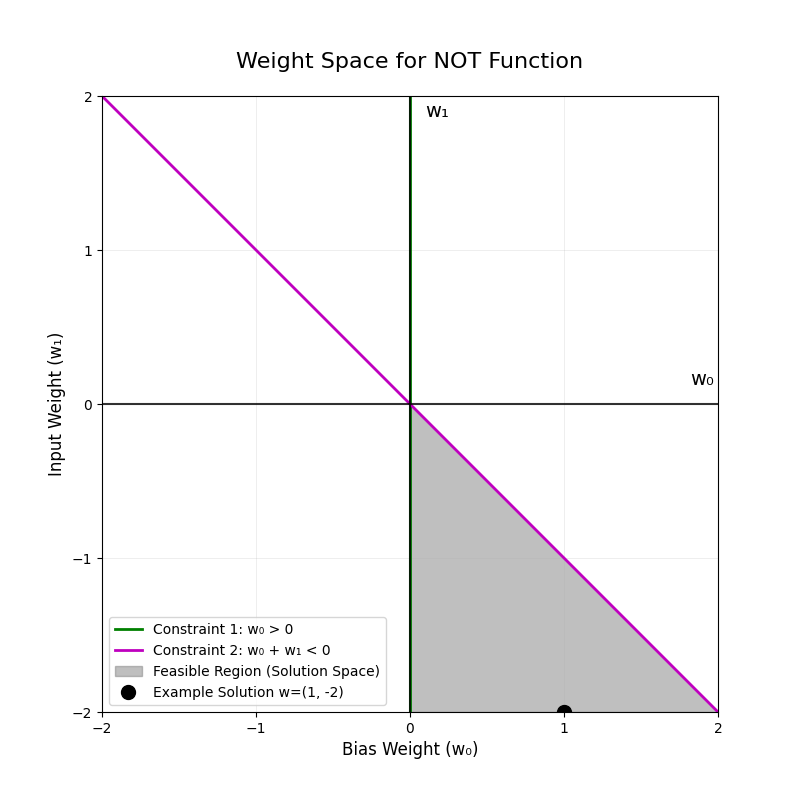 Weight Space for NOT Function
w₁
w₀
2
1
0
−1
−2
Input Weight (w₁)
Constraint 1: w₀ > 0
Constraint 2: w₀ + w₁ < 0
Feasible Region (Solution Space)
Example Solution w=(1, -2)
−2 −1 0 1 2
Bias Weight (w₀)